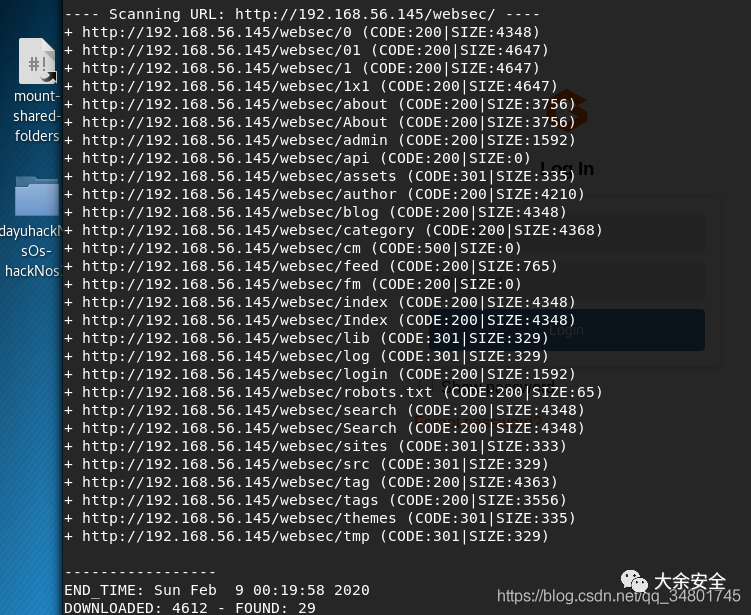 ---- Scanning URL: http://192.168.56.145/websec/ ----
+ http://192.168.56.145/websec/0 (CODE:200|SIZE:4348)
+ http://192.168.56.145/websec/01 (CODE:200|SIZE:4647)
+ http://192.168.56.145/websec/1 (CODE:200|SIZE:4647)
+ http://192.168.56.145/websec/1x1 (CODE:200|SIZE:4647)
+ http://192.168.56.145/websec/about (CODE:200|SIZE:3756)
+ http://192.168.56.145/websec/About (CODE:200|SIZE:3756)
+ http://192.168.56.145/websec/admin (CODE:200|SIZE:1592)
+ http://192.168.56.145/websec/api (CODE:200|SIZE:0)
+ http://192.168.56.145/websec/assets (CODE:301|SIZE:335)
+ http://192.168.56.145/websec/author (CODE:200|SIZE:4210)
+ http://192.168.56.145/websec/blog (CODE:200|SIZE:4348)
+ http://192.168.56.145/websec/category (CODE:200|SIZE:4368)
+ http://192.168.56.145/websec/cm (CODE:500|SIZE:0)
+ http://192.168.56.145/websec/feed (CODE:200|SIZE:765)
+ http://192.168.56.145/websec/fm (CODE:200|SIZE:0)
+ http://192.168.56.145/websec/index (CODE:200|SIZE:4348)
+ http://192.168.56.145/websec/Index (CODE:200|SIZE:4348)
+ http://192.168.56.145/websec/lib (CODE:301|SIZE:329)
+ http://192.168.56.145/websec/log (CODE:301|SIZE:329)
+ http://192.168.56.145/websec/login (CODE:200|SIZE:1592)
+ http://192.168.56.145/websec/robots.txt (CODE:200|SIZE:65)
+ http://192.168.56.145/websec/search (CODE:200|SIZE:4348)
+ http://192.168.56.145/websec/Search (CODE:200|SIZE:4348)
+ http://192.168.56.145/websec/sites (CODE:301|SIZE:333)
+ http://192.168.56.145/websec/src (CODE:301|SIZE:329)
+ http://192.168.56.145/websec/tag (CODE:200|SIZE:4363)
+ http://192.168.56.145/websec/tags (CODE:200|SIZE:3556)
+ http://192.168.56.145/websec/themes (CODE:301|SIZE:335)
+ http://192.168.56.145/websec/tmp (CODE:301|SIZE:329)
-----------------
END_TIME: Sun Feb  9 00:19:58 2020
DOWNLOADED: 4612 - FOUND: 29
#!
mount-
shared-
folders
dayuhackN
sOs-
hackNos.
Log In
Login
大余安全
https://blog.csdn.net/qq_34801745